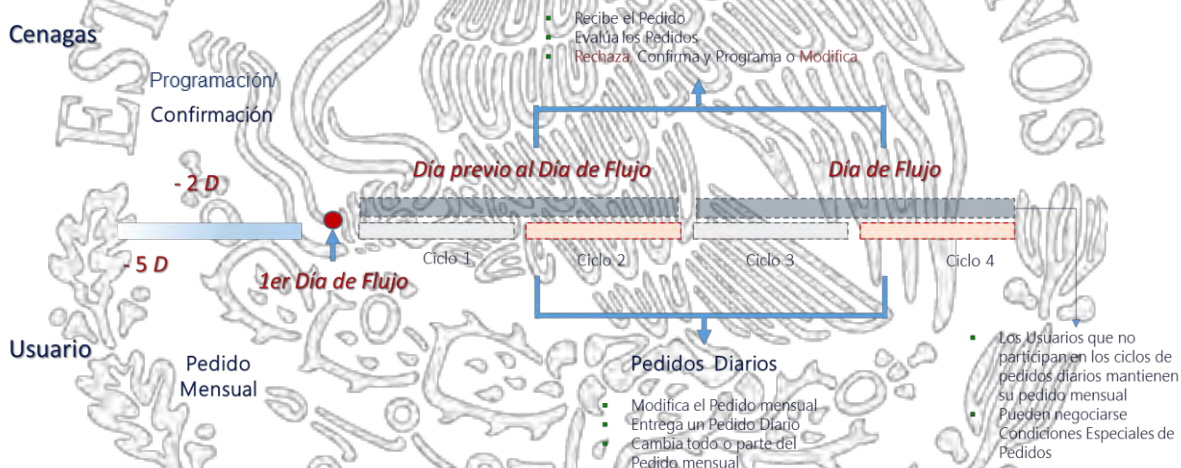 Recibe el Pedido
Evalúa los Pedidos
Rechaza, Confirma y Programa o Modifica
Cenagas
Programación/
Confirmación
Día previo al Día de Flujo
Día de Flujo
- 2 D
- 5 D
1er Día de Flujo
Ciclo 1
Ciclo 2
Ciclo 3
Ciclo 4
Usuario
Pedido
Mensual
Pedidos Diarios
Modifica el Pedido mensual
Entrega un Pedido Diario
Cambia todo o parte del
Pedido mensual
Los Usuarios que no
participan en los ciclos de
pedidos diarios mantienen
su pedido mensual
Pueden negociarse
Condiciones Especiales de
Pedidos
EST
NOS